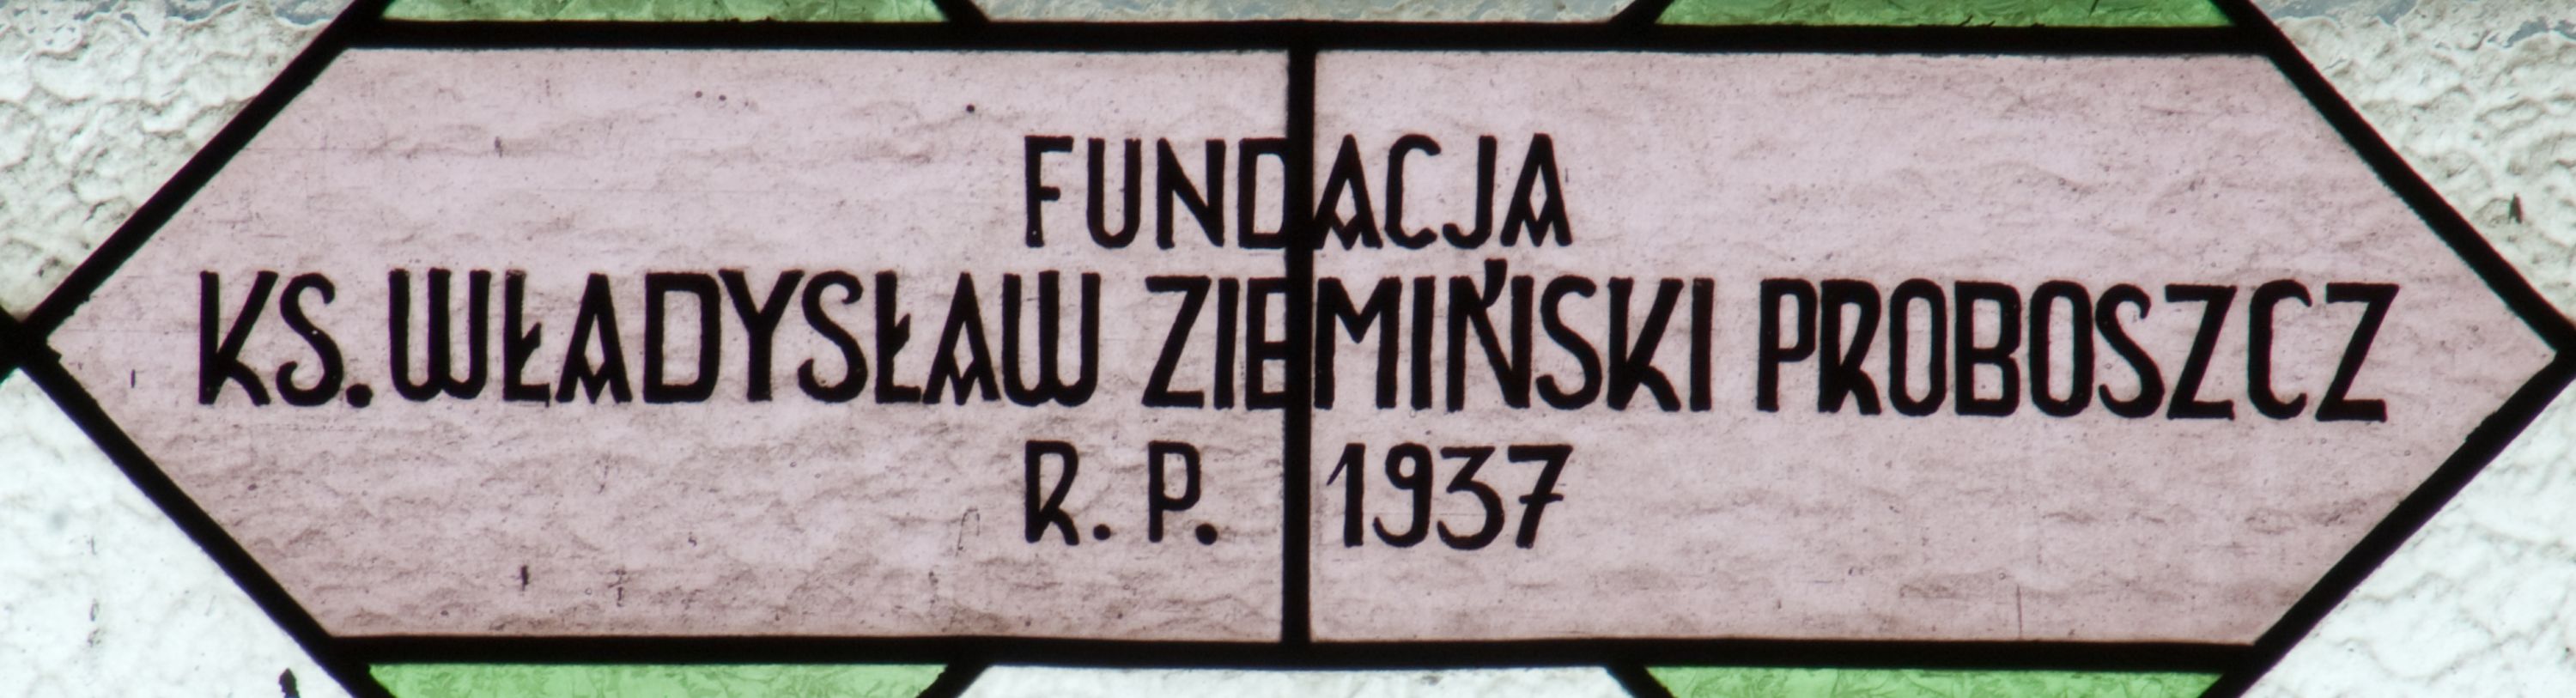 FUNDACJA
KS. WŁADYSŁAW ZIEMIŃSKI PROBOSZCZ
R. P. 1937